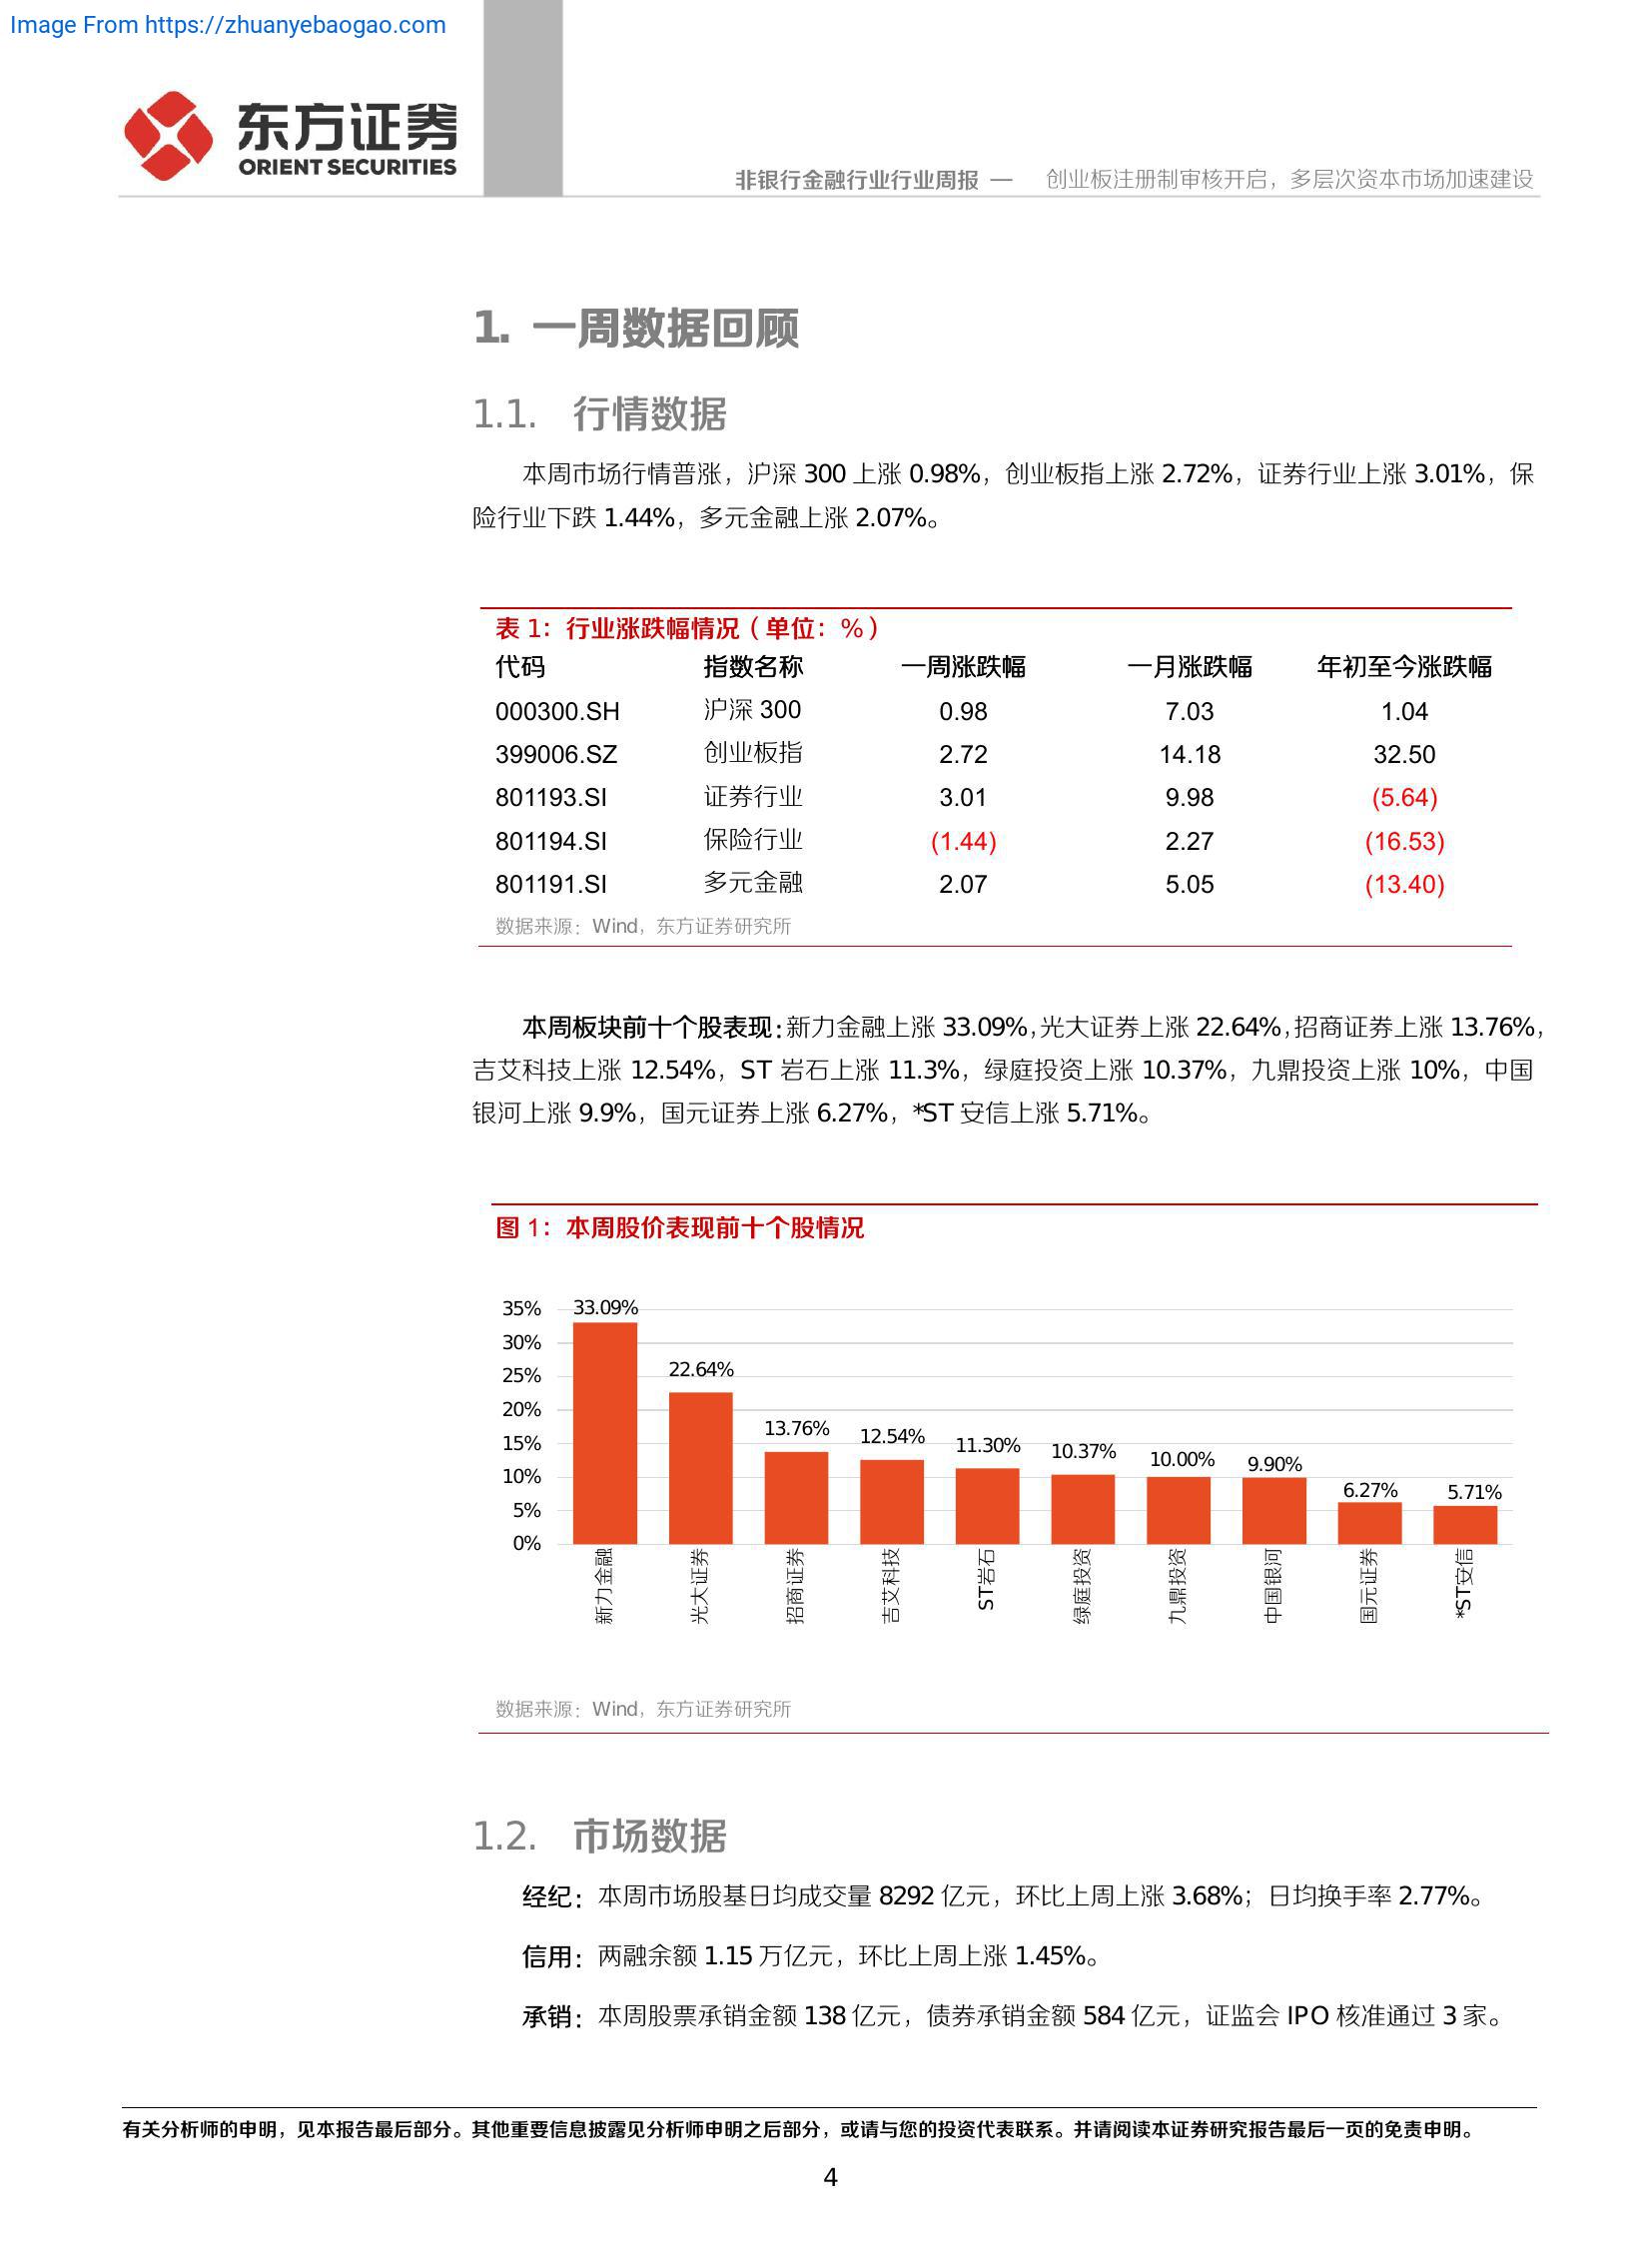 Image From https://zhuanyebaogao.com
东方证券
ORIENT SECURITIES
非银行金融行业行业周报 — 创业板注册制审核开启，多层次资本市场加速建设
1. 一周数据回顾
1.1. 行情数据
本周市场行情普涨，沪深 300 上涨 0.98%，创业板指上涨 2.72%，证券行业上涨 3.01%，保
险行业下跌 1.44%，多元金融上涨 2.07%。
表 1：行业涨跌幅情况（单位：%）
代码 指数名称 一周涨跌幅 一月涨跌幅 年初至今涨跌幅
000300.SH 沪深 300 0.98 7.03 1.04
399006.SZ 创业板指 2.72 14.18 32.50
801193.SI 证券行业 3.01 9.98 (5.64)
801194.SI 保险行业 (1.44) 2.27 (16.53)
801191.SI 多元金融 2.07 5.05 (13.40)
数据来源：Wind，东方证券研究所
本周板块前十个股表现：新力金融上涨 33.09%，光大证券上涨 22.64%，招商证券上涨 13.76%，
吉艾科技上涨 12.54%，ST 岩石上涨 11.3%，绿庭投资上涨 10.37%，九鼎投资上涨 10%，中国
银河上涨 9.9%，国元证券上涨 6.27%，*ST 安信上涨 5.71%。
图 1：本周股价表现前十个股情况
35%
30%
25%
20%
15%
10%
5%
0%
33.09%
22.64%
13.76%
12.54%
11.30%
10.37%
10.00%
9.90%
6.27%
5.71%
新力金融
光大证券
招商证券
吉艾科技
ST岩石
绿庭投资
九鼎投资
中国银河
国元证券
*ST安信
数据来源：Wind，东方证券研究所
1.2. 市场数据
经纪：本周市场股基日均成交量 8292 亿元，环比上周上涨 3.68%；日均换手率 2.77%。
信用：两融余额 1.15 万亿元，环比上周上涨 1.45%。
承销：本周股票承销金额 138 亿元，债券承销金额 584 亿元，证监会 IPO 核准通过 3 家。
有关分析师的申明，见本报告最后部分。其他重要信息披露见分析师申明之后部分，或请与您的投资代表联系。并请阅读本证券研究报告最后一页的免责申明。
4